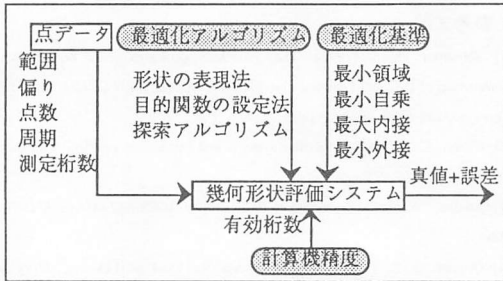 点データ
範囲
偏り
点数
周期
測定桁数
最適化アルゴリズム
形状の表現法
目的関数の設定法
探索アルゴリズム
最適化基準
最小領域
最小自乗
最大内接
最小外接
幾何形状評価システム
真値+誤差
有効桁数
計算機精度